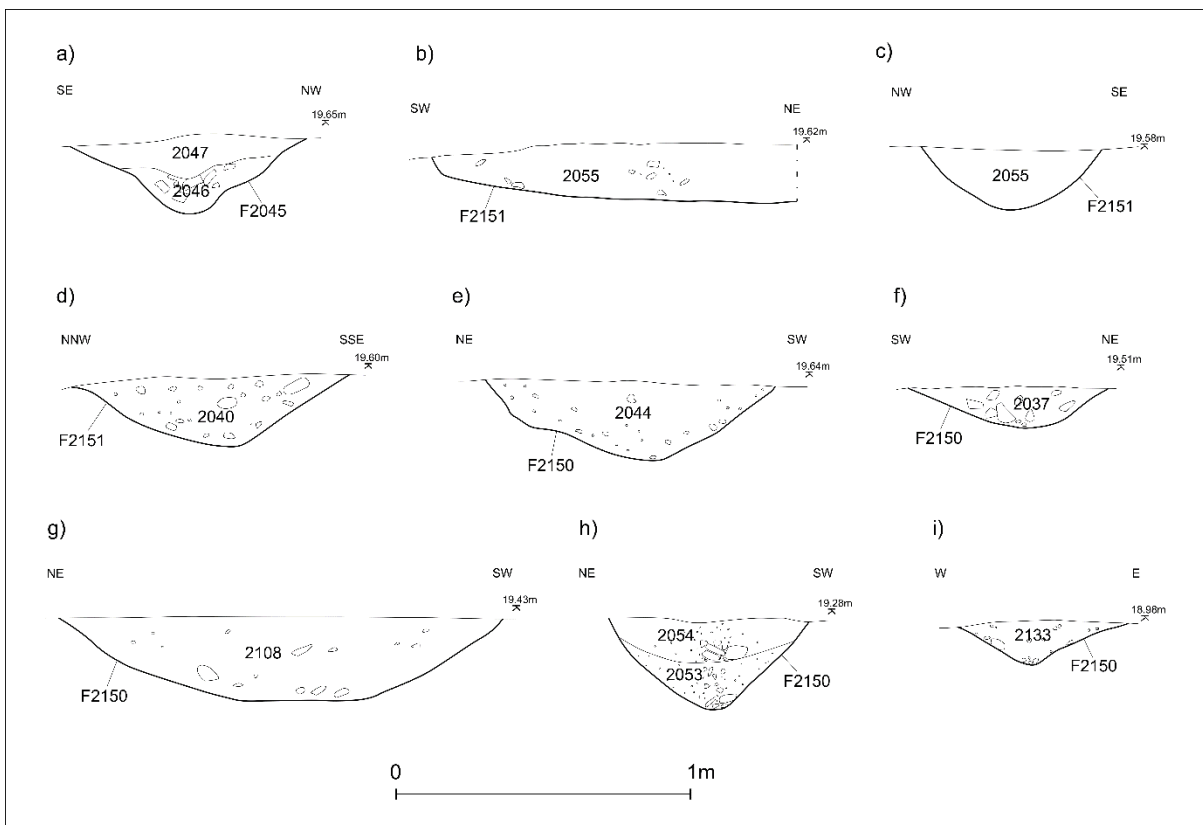 a)
SE NW
19.65m
2047
2046
F2045
b)
SW NE
19.62m
2055
F2151
c)
NW SE
19.58m
2055
F2151
d)
NNW SSE
19.60m
2040
F2151
e)
NE SW
19.64m
2044
F2150
f)
SW NE
19.51m
2037
F2150
g)
NE SW
19.43m
2108
F2150
h)
NE SW
19.28m
2054
2053
F2150
i)
W E
18.98m
2133
F2150
0 1m